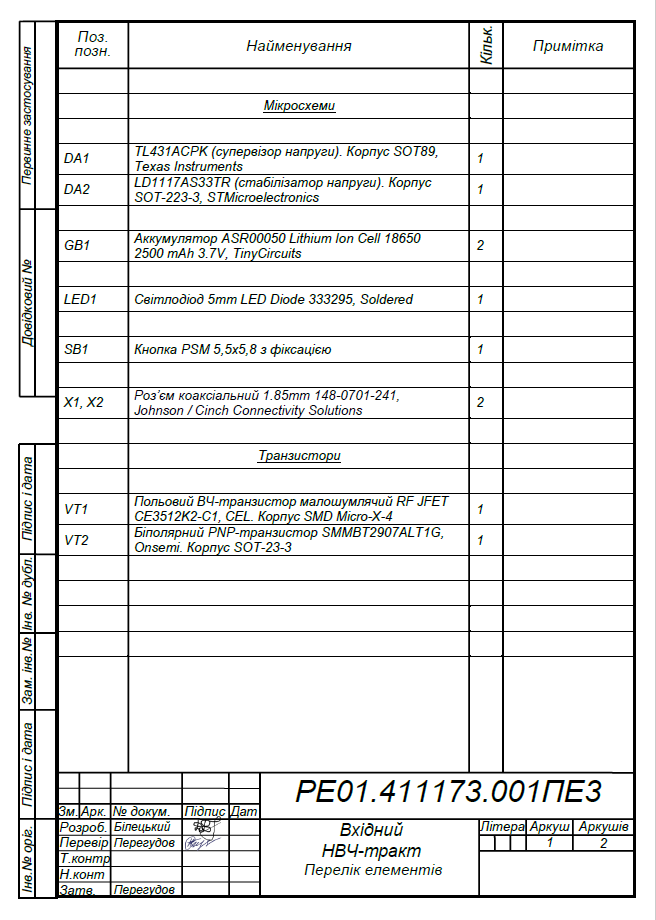 Поз. позн.
Найменування
Кільк.
Примітка
Мікросхеми
DA1
TL431ACPK (супервізор напруги). Корпус SOT89,
Texas Instruments
1
DA2
LD1117AS33TR (стабілізатор напруги). Корпус
SOT-223-3, STMicroelectronics
1
GB1
Аккумулятор ASR00050 Lithium Ion Cell 18650
2500 mAh 3.7V, TinyCircuits
2
LED1
Світлодіод 5mm LED Diode 333295, Soldered
1
SB1
Кнопка PSM 5,5x5,8 з фіксацією
1
X1, X2
Роз’єм коаксіальний 1.85mm 148-0701-241,
Johnson / Cinch Connectivity Solutions
2
Транзистори
VT1
Польовий ВЧ-транзистор малошумлячий RF JFET
CE3512K2-C1, CEL. Корпус SMD Micro-X-4
1
VT2
Біполярний PNP-транзистор SMMBT2907ALT1G,
Onsemi. Корпус SOT-23-3
1
Первинне застосування
Довідковий №
Підпис і дата
Інв. № дубл.
Зам. інв.№
Підпис і дата
Інв.№ оріг.
Зм. Арк. № докум. Підпис Дат
Розроб. Білецький
Перевір Перегудов
Т.контр
Н.конт
Затв. Перегудов
РЕ01.411173.001ПЕ3
Вхідний
НВЧ-тракт
Перелік елементів
Літера Аркуш Аркушів
1 2